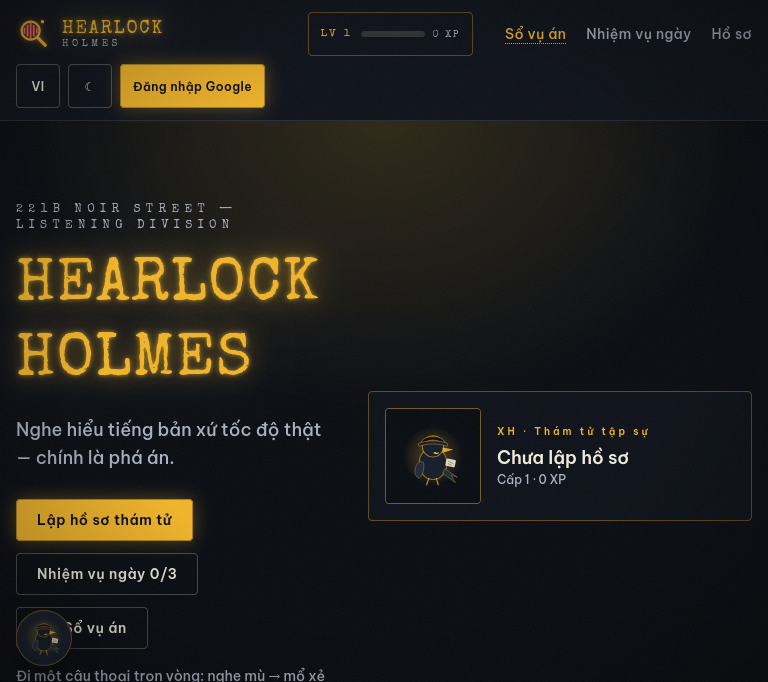 HEARLOCK
HOLMES
LV 1
0 XP
Sổ vụ án
Nhiệm vụ ngày
Hồ sơ
VI
Đăng nhập Google
221B NOIR STREET —
LISTENING DIVISION
HEARLOCK
HOLMES
Nghe hiểu tiếng bản xứ tốc độ thật
— chính là phá án.
XH · Thám tử tập sự
Chưa lập hồ sơ
Cấp 1 · 0 XP
Lập hồ sơ thám tử
Nhiệm vụ ngày 0/3
Sổ vụ án
Đi một câu thoại trọn vòng: nghe mù → mổ xẻ